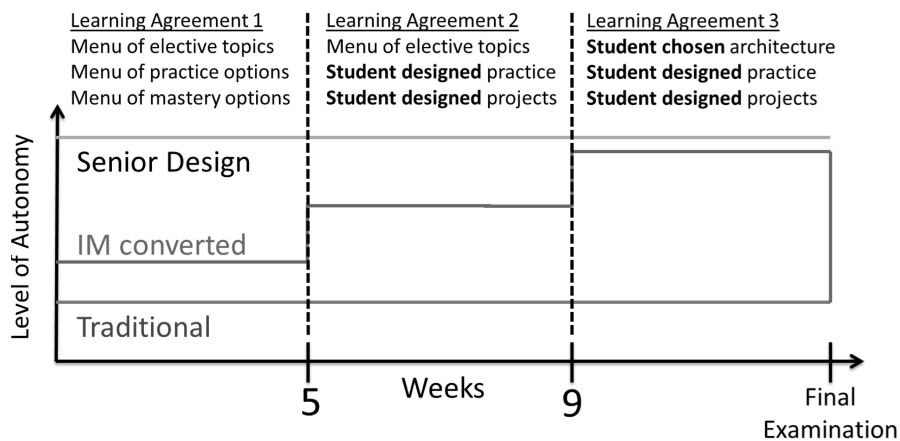 Learning Agreement 1
Menu of elective topics
Menu of practice options
Menu of mastery options
Learning Agreement 2
Menu of elective topics
Student designed practice
Student designed projects
Learning Agreement 3
Student chosen architecture
Student designed practice
Student designed projects
Level of Autonomy
Senior Design
IM converted
Traditional
5
Weeks
9
Final
Examination